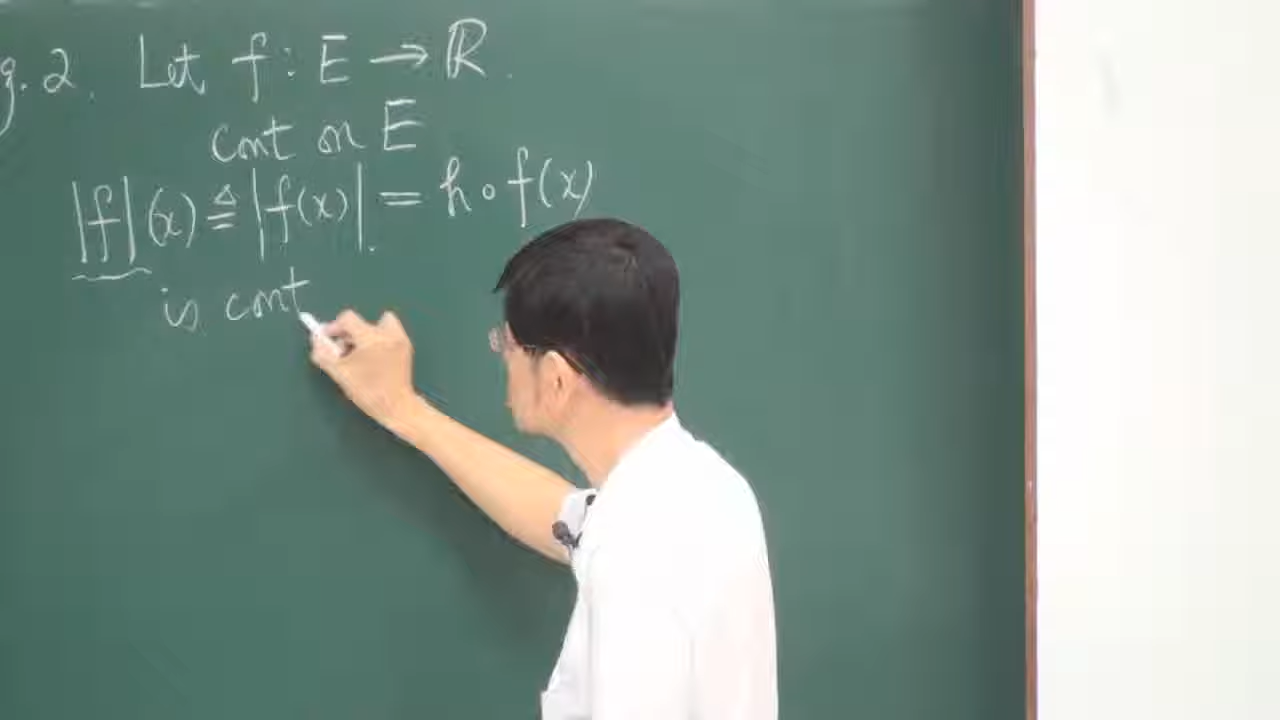 g. 2. Let f : E → ℝ.
cont on E
|f|(x) ≜ |f(x)| = h∘f(x)
is cont